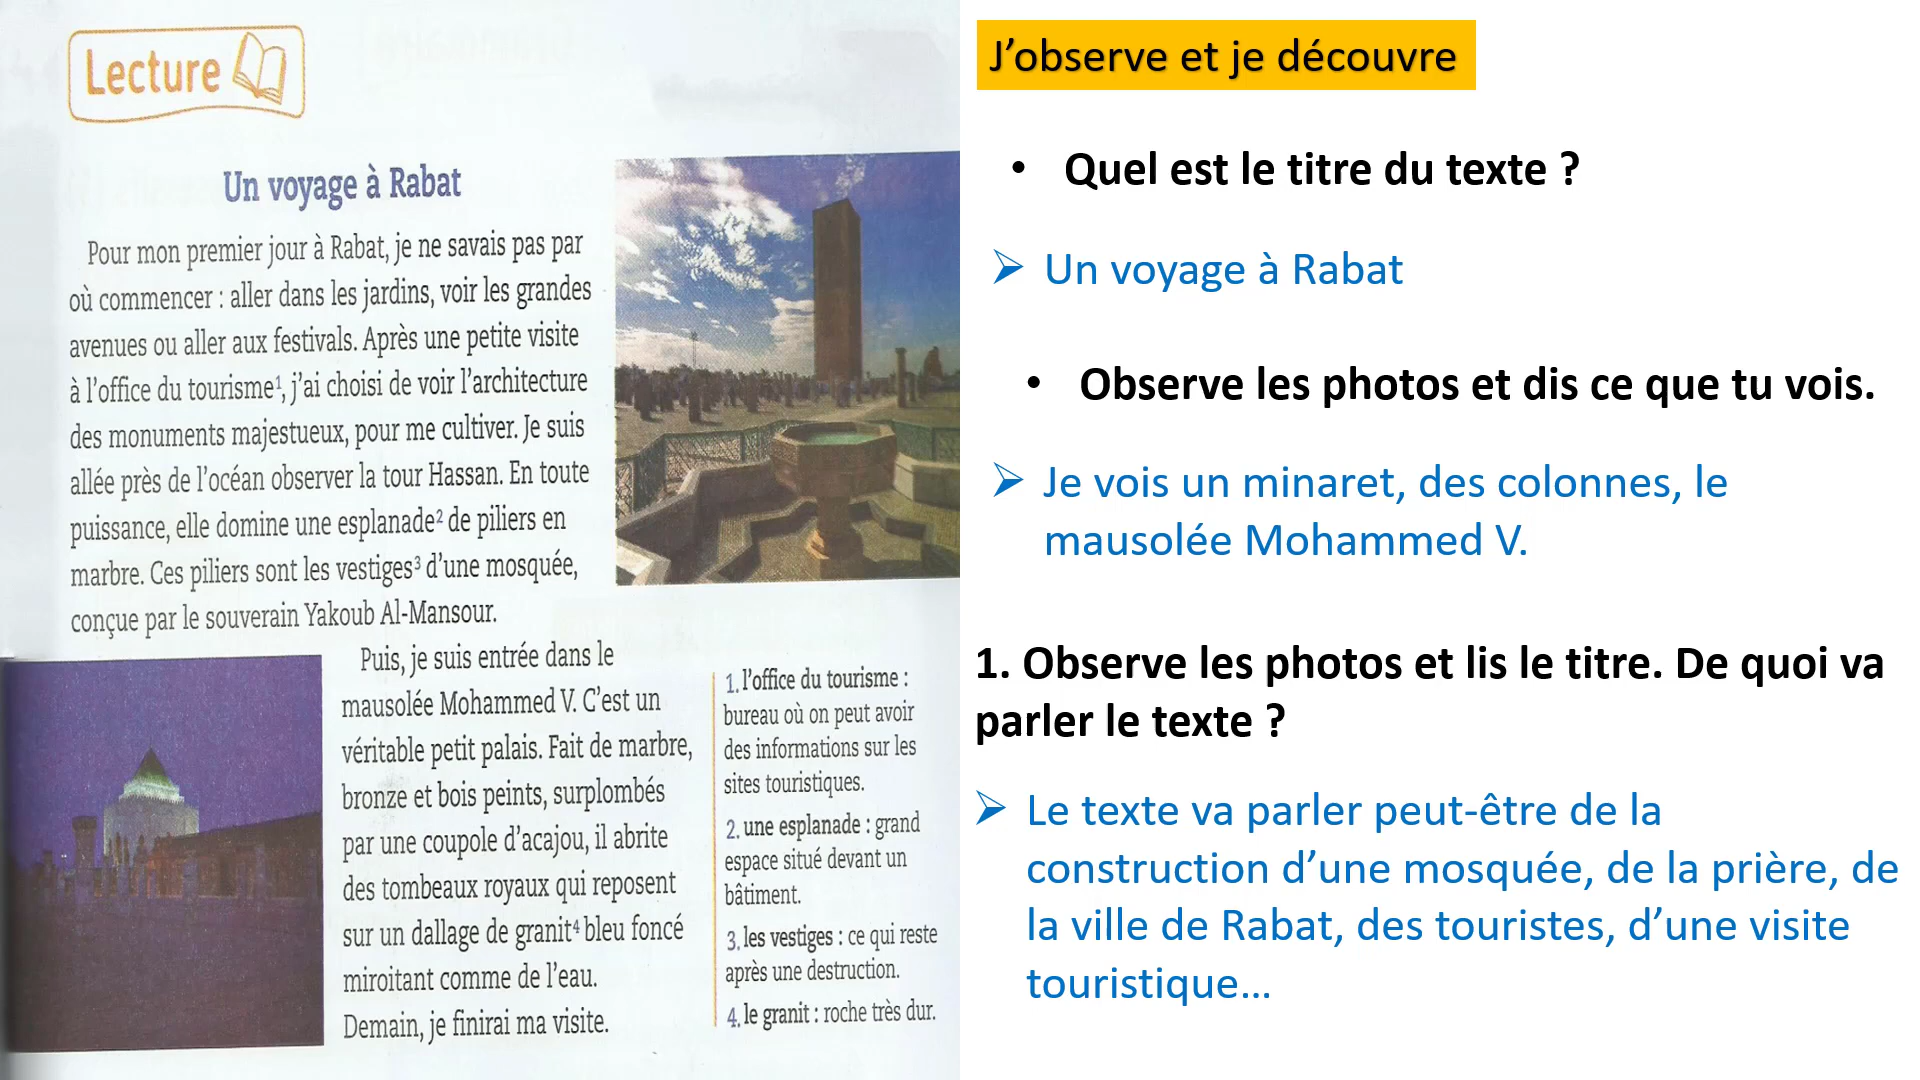 Lecture
Un voyage à Rabat
Pour mon premier jour à Rabat, je ne savais pas par
où commencer : aller dans les jardins, voir les grandes
avenues ou aller aux festivals. Après une petite visite
à l'office du tourisme¹, j'ai choisi de voir l'architecture
des monuments majestueux, pour me cultiver. Je suis
allée près de l'océan observer la tour Hassan. En toute
puissance, elle domine une esplanade² de piliers en
marbre. Ces piliers sont les vestiges³ d'une mosquée,
conçue par le souverain Yakoub Al-Mansour.
Puis, je suis entrée dans le
mausolée Mohammed V. C'est un
véritable petit palais. Fait de marbre,
bronze et bois peints, surplombés
par une coupole d'acajou, il abrite
des tombeaux royaux qui reposent
sur un dallage de granit⁴ bleu foncé
miroitant comme de l'eau.
Demain, je finirai ma visite.
1. l'office du tourisme :
bureau où on peut avoir
des informations sur les
sites touristiques.
2. une esplanade : grand
espace situé devant un
bâtiment.
3. les vestiges : ce qui reste
après une destruction.
4. le granit : roche très dur.
J'observe et je découvre
• Quel est le titre du texte ?
➢ Un voyage à Rabat
• Observe les photos et dis ce que tu vois.
➢ Je vois un minaret, des colonnes, le
mausolée Mohammed V.
1. Observe les photos et lis le titre. De quoi va
parler le texte ?
➢ Le texte va parler peut-être de la
construction d'une mosquée, de la prière, de
la ville de Rabat, des touristes, d'une visite
touristique…